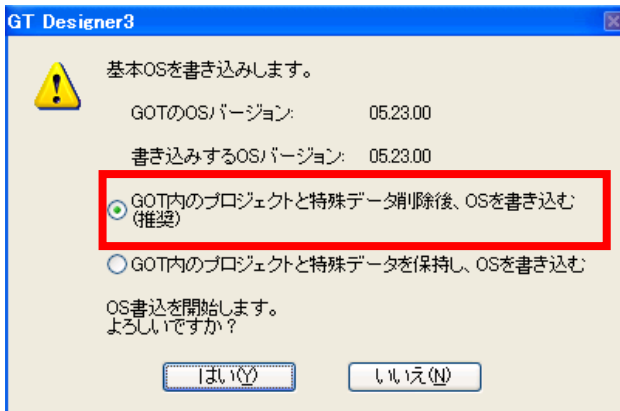 GT Designer3
基本OSを書き込みします。
GOTのOSバージョン: 05.23.00
書き込みするOSバージョン: 05.23.00
GOT内のプロジェクトと特殊データ削除後、OSを書き込む
(推奨)
GOT内のプロジェクトと特殊データを保持し、OSを書き込む
OS書込を開始します。
よろしいですか？
はい(Y) いいえ(N)